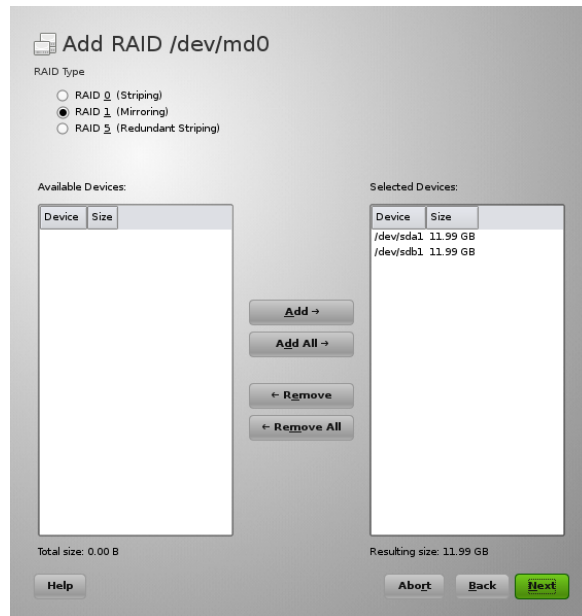 Add RAID /dev/md0
RAID Type
RAID 0 (Striping)
RAID 1 (Mirroring)
RAID 5 (Redundant Striping)
Available Devices:
Device Size
Total size: 0.00 B
Add →
Add All →
← Remove
← Remove All
Selected Devices:
Device Size
/dev/sda1 11.99 GB
/dev/sdb1 11.99 GB
Resulting size: 11.99 GB
Help
Abort
Back
Next